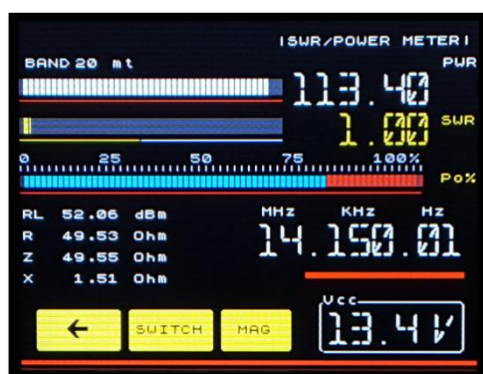 |SWR/POWER METER|
BAND 20 mt
PWR
113.40
1.00 SWR
0 25 50 75 100%
Po%
RL 52.06 dBm
R 49.53 Ohm
Z 49.55 Ohm
X 1.51 Ohm
MHz KHz Hz
14.150.01
← SWITCH MAG
Vcc
13.4V